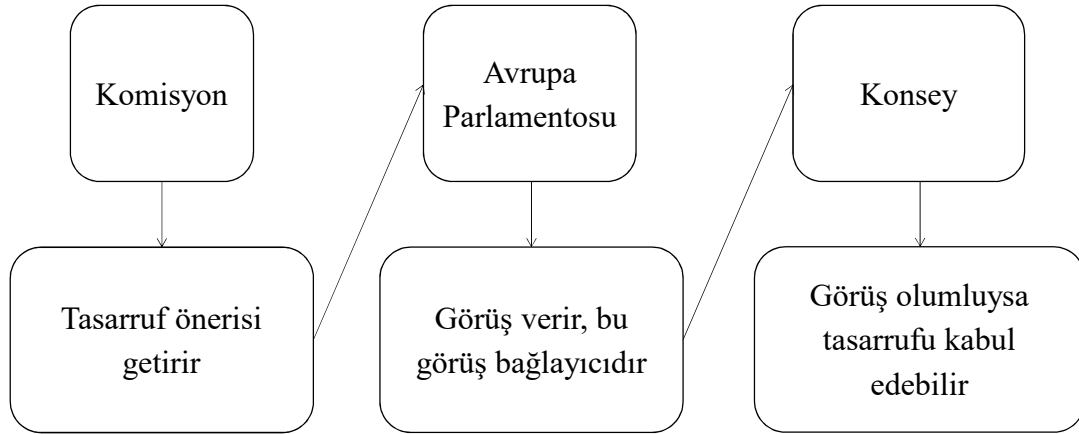 Komisyon
Avrupa
Parlamentosu
Konsey
Tasarruf önerisi
getirir
Görüş verir, bu
görüş bağlayıcıdır
Görüş olumluysa
tasarrufu kabul
edebilir